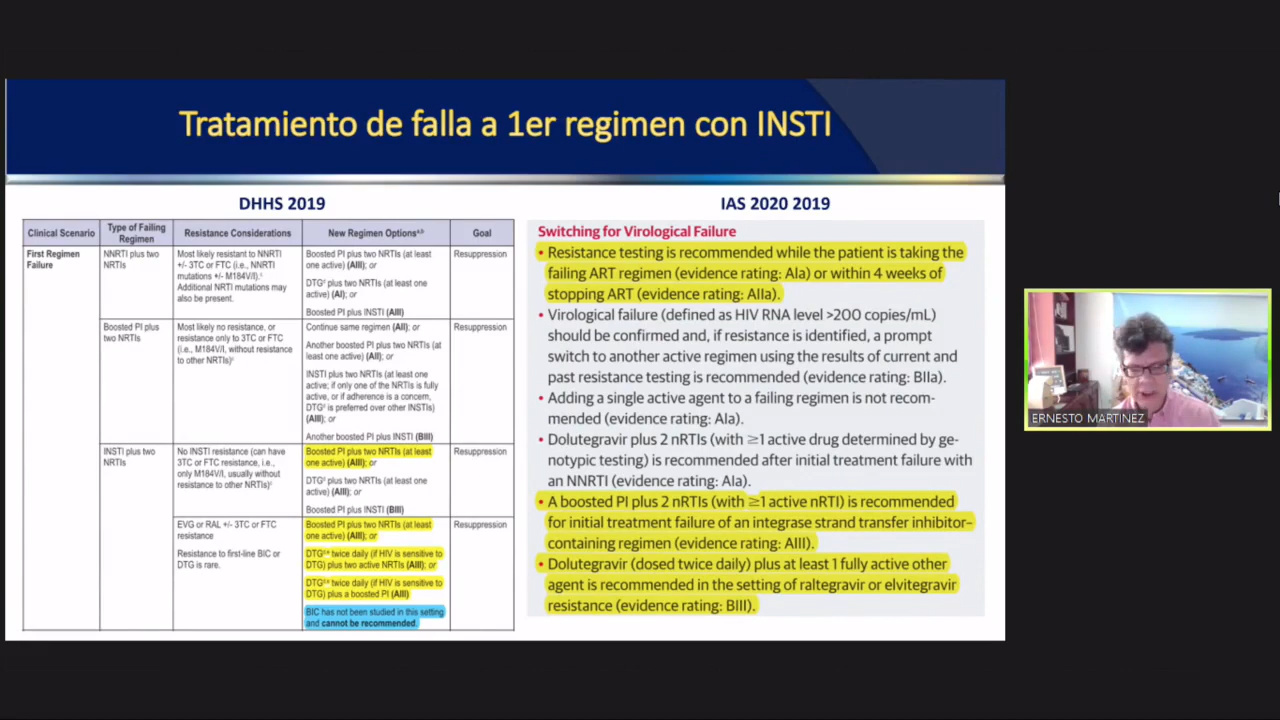 Tratamiento de falla a 1er regimen con INSTI
DHHS 2019
Clinical Scenario
Type of Failing
Regimen
Resistance Considerations
New Regimen Optionsᵃ,ᵇ
Goal
First Regimen
Failure
NNRTI plus two
NRTIs
Most likely resistant to NNRTI
+/- 3TC or FTC (i.e., NNRTI
mutations +/- M184V/I).ᶜ
Additional NRTI mutations may
also be present.
Boosted PI plus two NRTIs (at least
one active) (AIII); or
DTGᵈ plus two NRTIs (at least one
active) (AI); or
Boosted PI plus INSTI (AIII)
Resuppression
Boosted PI plus
two NRTIs
Most likely no resistance, or
resistance only to 3TC or FTC
(i.e., M184V/I, without resistance
to other NRTIs)ᶜ
Continue same regimen (AII); or
Another boosted PI plus two NRTIs (at
least one active) (AII); or
INSTI plus two NRTIs (at least one
active; if only one of the NRTIs is fully
active, or if adherence is a concern,
DTGᵈ is preferred over other INSTIs)
(AIII); or
Another boosted PI plus INSTI (BIII)
Resuppression
INSTI plus two
NRTIs
No INSTI resistance (can have
3TC or FTC resistance, i.e.,
only M184V/I, usually without
resistance to other NRTIs)ᶜ
Boosted PI plus two NRTIs (at least
one active) (AIII); or
DTGᵈ plus two NRTIs (at least one
active) (AIII); or
Boosted PI plus INSTI (BIII)
Resuppression
EVG or RAL +/- 3TC or FTC
resistance
Resistance to first-line BIC or
DTG is rare.
Boosted PI plus two NRTIs (at least
one active) (AIII); or
DTGᵈ,ᵉ twice daily (if HIV is sensitive to
DTG) plus two active NRTIs (AIII); or
DTGᵈ,ᵉ twice daily (if HIV is sensitive to
DTG) plus a boosted PI (AIII)
BIC has not been studied in this setting
and cannot be recommended.
Resuppression
IAS 2020 2019
Switching for Virological Failure
• Resistance testing is recommended while the patient is taking the
failing ART regimen (evidence rating: AIa) or within 4 weeks of
stopping ART (evidence rating: AIIa).
• Virological failure (defined as HIV RNA level >200 copies/mL)
should be confirmed and, if resistance is identified, a prompt
switch to another active regimen using the results of current and
past resistance testing is recommended (evidence rating: BIIa).
• Adding a single active agent to a failing regimen is not recom-
mended (evidence rating: AIa).
• Dolutegravir plus 2 nRTIs (with ≥1 active drug determined by ge-
notypic testing) is recommended after initial treatment failure with
an NNRTI (evidence rating: AIa).
• A boosted PI plus 2 nRTIs (with ≥1 active nRTI) is recommended
for initial treatment failure of an integrase strand transfer inhibitor–
containing regimen (evidence rating: AIII).
• Dolutegravir (dosed twice daily) plus at least 1 fully active other
agent is recommended in the setting of raltegravir or elvitegravir
resistance (evidence rating: BIII).
ERNESTO MARTINEZ